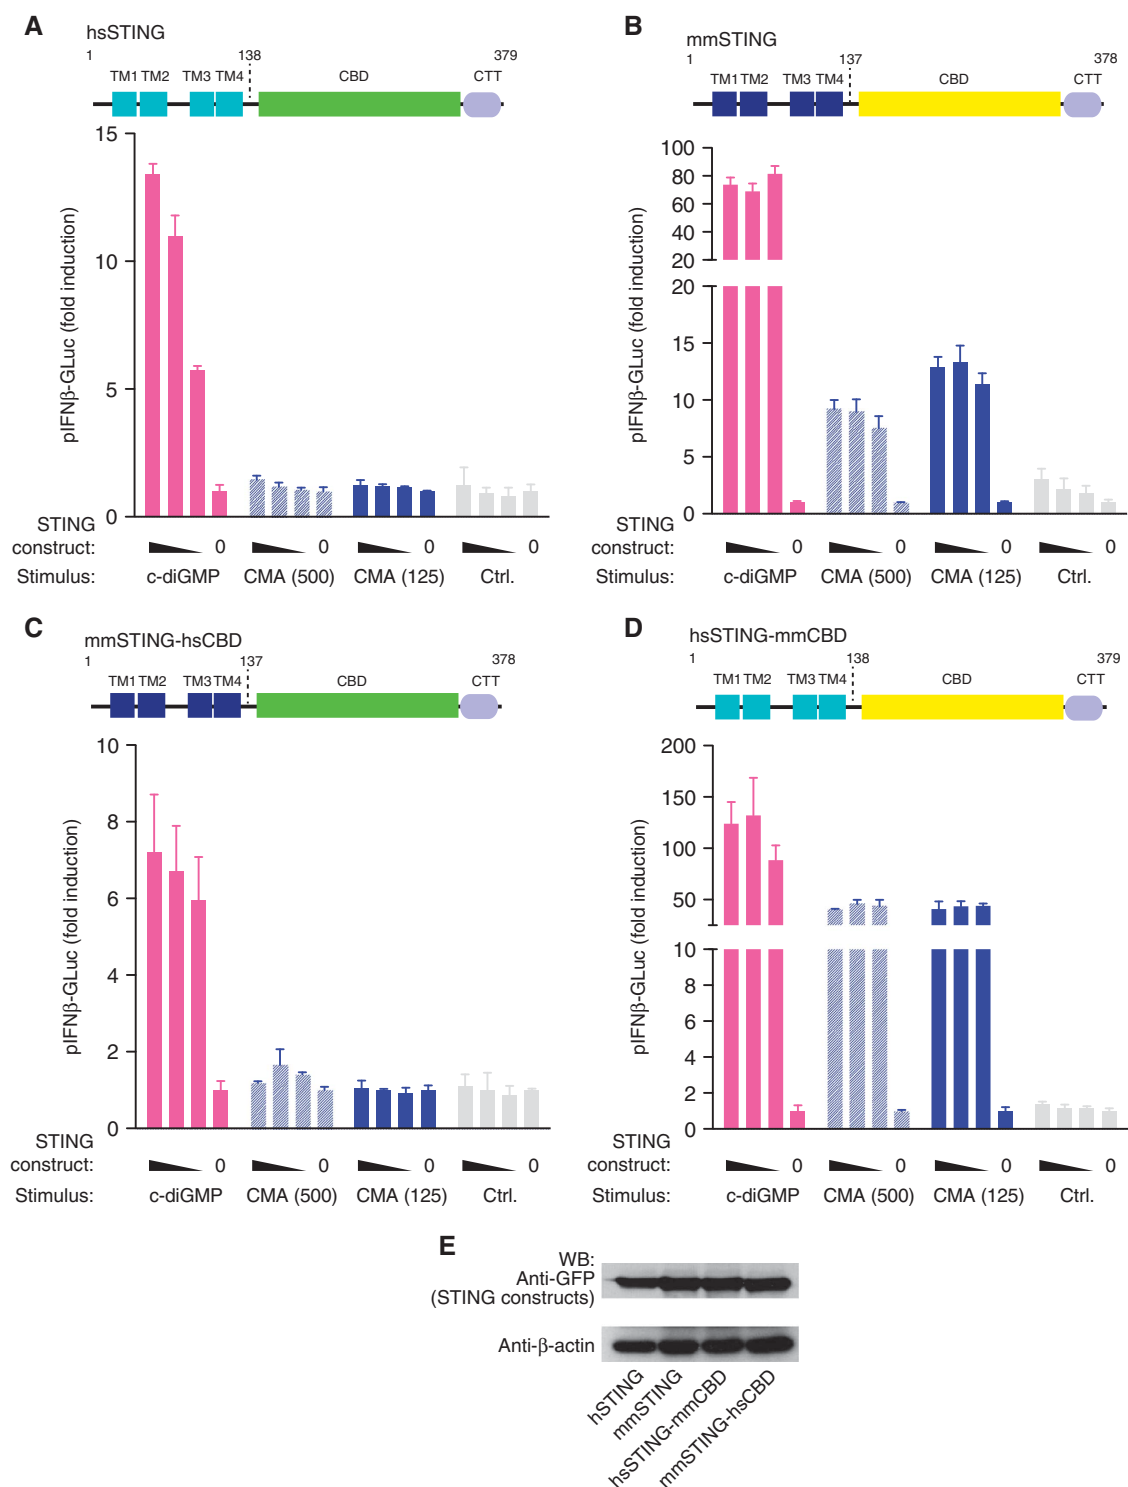 A
hsSTING
1 138 379
TM1 TM2 TM3 TM4 CBD CTT
pIFNβ-GLuc (fold induction)
15
10
5
0
STING
construct: 0 0 0 0
Stimulus: c-diGMP CMA (500) CMA (125) Ctrl.
B
mmSTING
1 137 378
TM1 TM2 TM3 TM4 CBD CTT
pIFNβ-GLuc (fold induction)
100
80
60
40
20
20
15
10
5
0
STING
construct: 0 0 0 0
Stimulus: c-diGMP CMA (500) CMA (125) Ctrl.
C
mmSTING-hsCBD
1 137 378
TM1 TM2 TM3 TM4 CBD CTT
pIFNβ-GLuc (fold induction)
10
8
6
4
2
0
STING
construct: 0 0 0 0
Stimulus: c-diGMP CMA (500) CMA (125) Ctrl.
D
hsSTING-mmCBD
1 138 379
TM1 TM2 TM3 TM4 CBD CTT
pIFNβ-GLuc (fold induction)
200
150
100
50
10
8
6
4
2
0
STING
construct: 0 0 0 0
Stimulus: c-diGMP CMA (500) CMA (125) Ctrl.
E
WB:
Anti-GFP
(STING constructs)
Anti-β-actin
hSTING
mmSTING
hsSTING-mmCBD
mmSTING-hsCBD